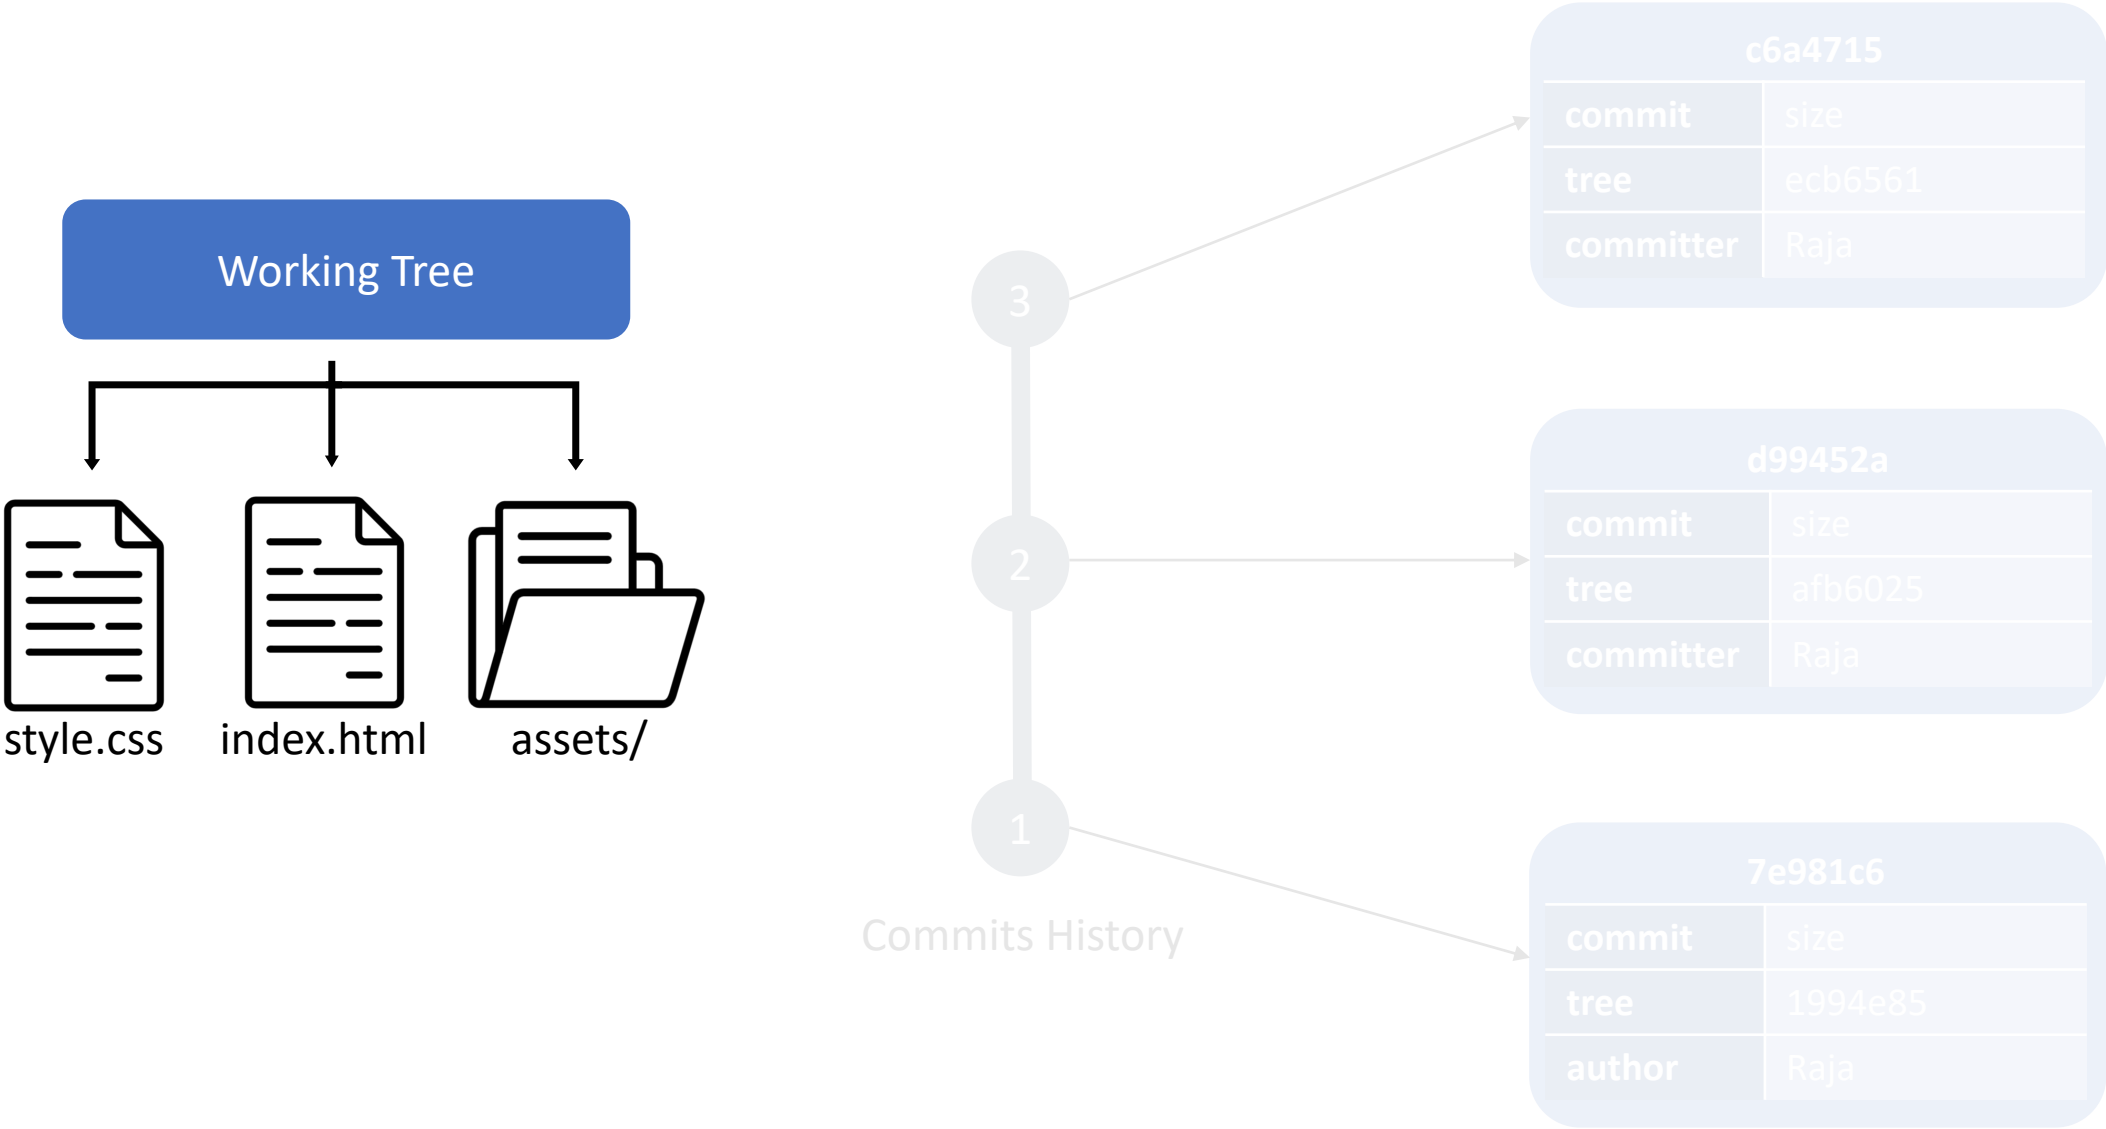 Working Tree
style.css
index.html
assets/
3
2
1
Commits History
c6a4715
commit size
tree ecb6561
committer Raja
d99452a
commit size
tree afb6025
committer Raja
7e981c6
commit size
tree 1994e85
author Raja